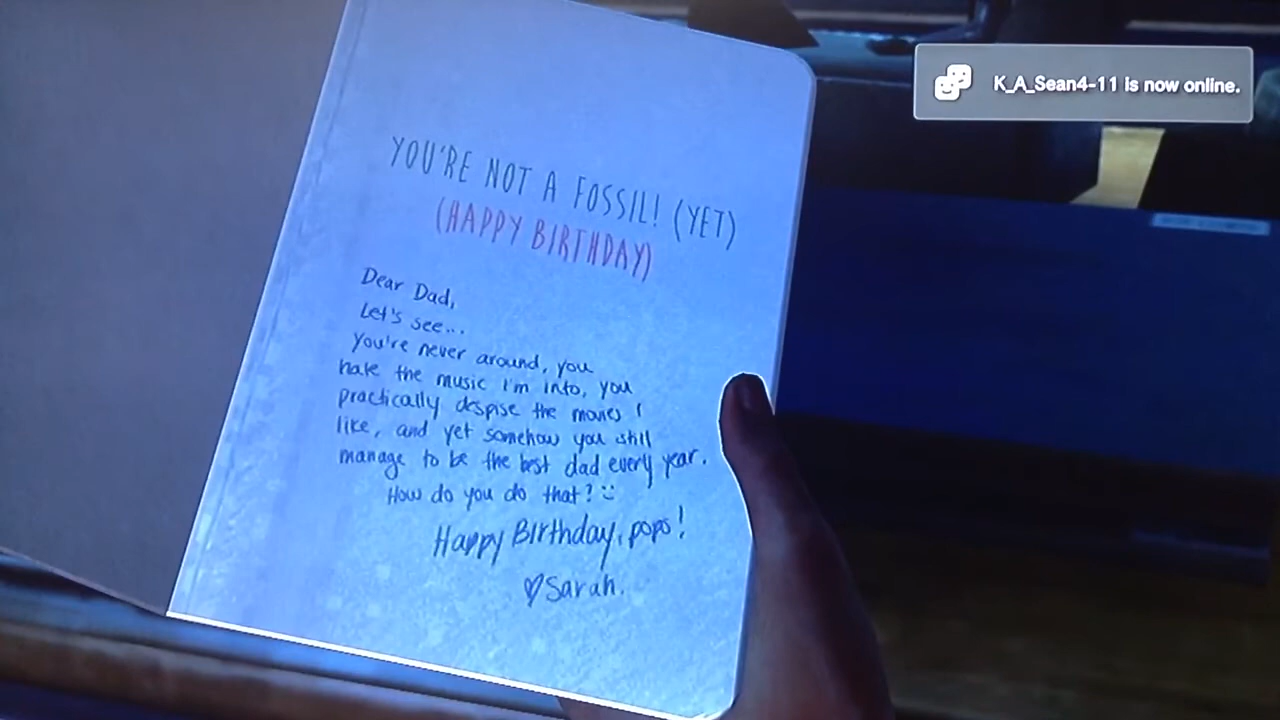 K_A_Sean4-11 is now online.
YOU'RE NOT A FOSSIL! (YET)
(HAPPY BIRTHDAY)
Dear Dad,
Let's see...
you're never around, you
hate the music I'm into, you
practically despise the movies I
like, and yet somehow you still
manage to be the best dad every year.
How do you do that? :)
Happy Birthday, pops!
♡Sarah.